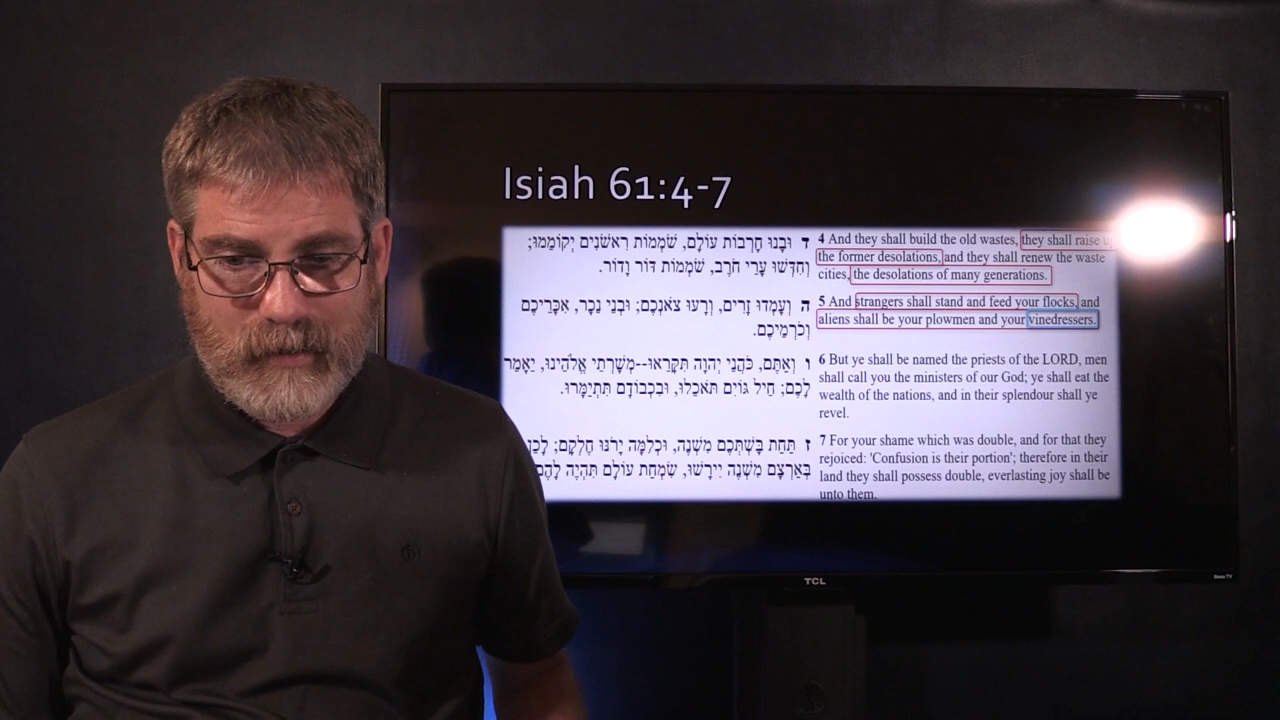 Isiah 61:4-7
ד וּבָנוּ חָרְבוֹת עוֹלָם, שֹׁמְמוֹת רִאשֹׁנִים יְקוֹמֵמוּ;
וְחִדְּשׁוּ עָרֵי חֹרֶב, שֹׁמְמוֹת דּוֹר וָדוֹר.
4 And they shall build the old wastes, they shall raise up
the former desolations, and they shall renew the waste
cities, the desolations of many generations.
ה וְעָמְדוּ זָרִים, וְרָעוּ צֹאנְכֶם; וּבְנֵי נֵכָר, אִכָּרֵיכֶם
וְכֹרְמֵיכֶם.
5 And strangers shall stand and feed your flocks, and
aliens shall be your plowmen and your vinedressers.
ו וְאַתֶּם, כֹּהֲנֵי יְהוָה תִּקָּרֵאוּ--מְשָׁרְתֵי אֱלֹהֵינוּ, יֵאָמֵר
לָכֶם; חֵיל גּוֹיִם תֹּאכֵלוּ, וּבִכְבוֹדָם תִּתְיַמָּרוּ.
6 But ye shall be named the priests of the LORD, men
shall call you the ministers of our God; ye shall eat the
wealth of the nations, and in their splendour shall ye
revel.
ז תַּחַת בָּשְׁתְּכֶם מִשְׁנֶה, וּכְלִמָּה יָרֹנּוּ חֶלְקָם; לָכֵן
בְּאַרְצָם מִשְׁנֶה יִירָשׁוּ, שִׂמְחַת עוֹלָם תִּהְיֶה לָהֶם
7 For your shame which was double, and for that they
rejoiced: 'Confusion is their portion'; therefore in their
land they shall possess double, everlasting joy shall be
unto them.
TCL
Roku TV